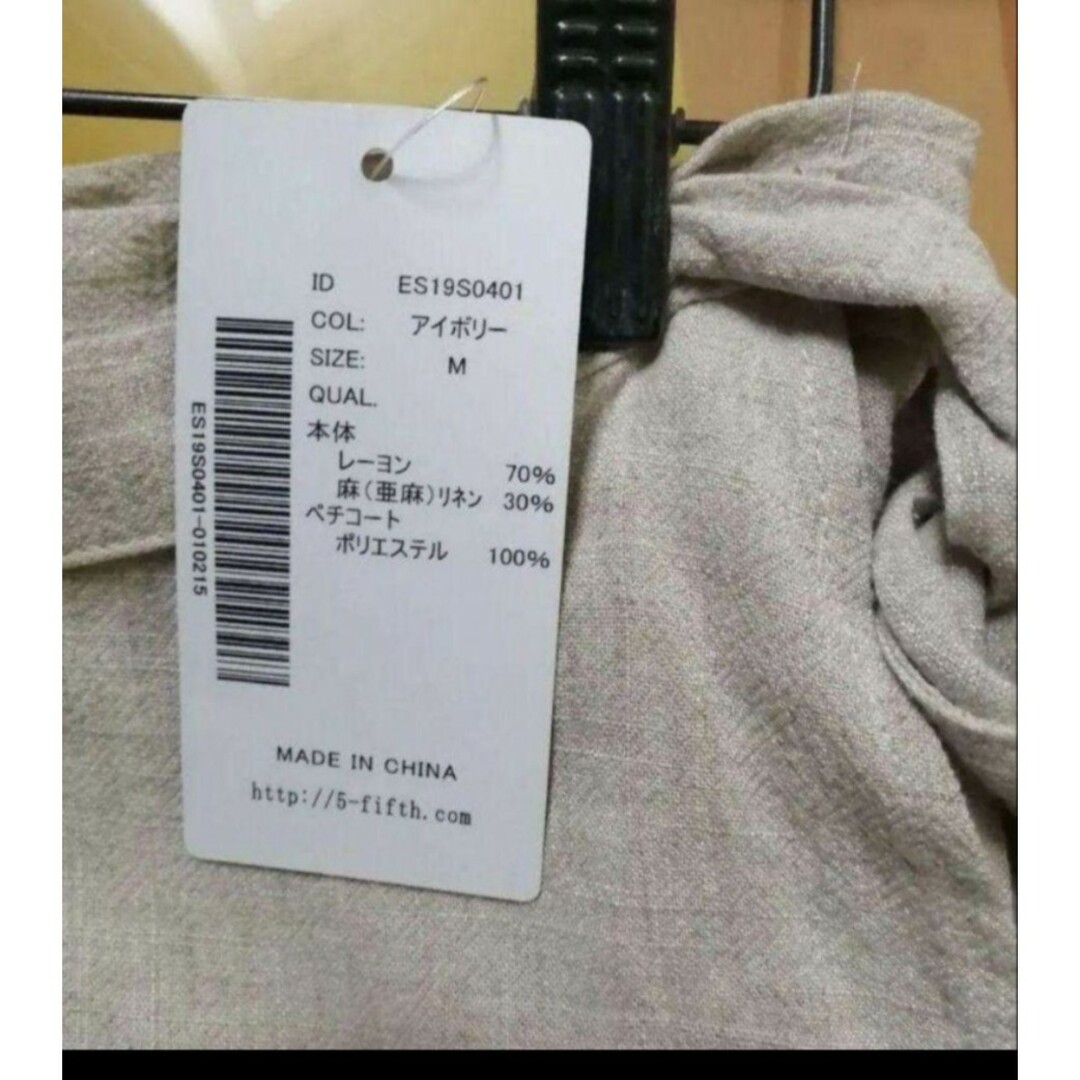 ID ES19S0401
COL: アイボリー
SIZE: M
QUAL.
本体
レーヨン 70%
麻(亜麻)リネン 30%
ペチコート
ポリエステル 100%
ES19S0401-010215
MADE IN CHINA
http://5-fifth.com